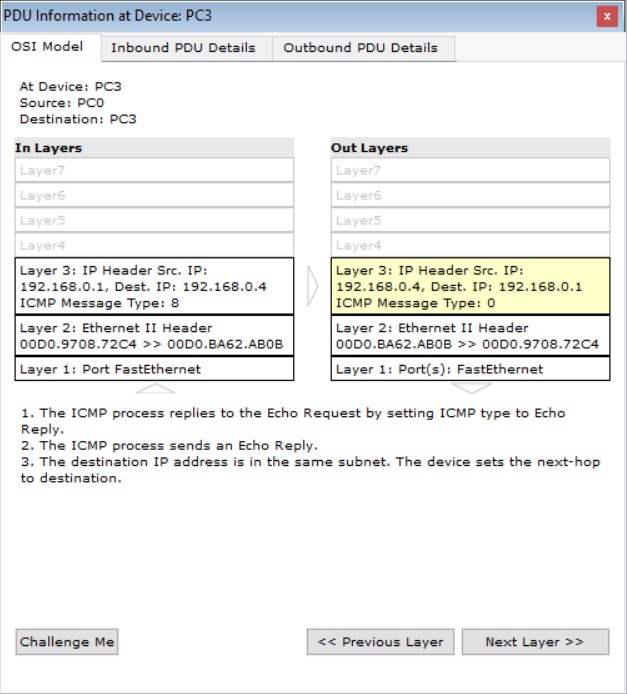 PDU Information at Device: PC3
x
OSI Model
Inbound PDU Details
Outbound PDU Details
At Device: PC3
Source: PC0
Destination: PC3
In Layers
Layer7
Layer6
Layer5
Layer4
Layer 3: IP Header Src. IP:
192.168.0.1, Dest. IP: 192.168.0.4
ICMP Message Type: 8
Layer 2: Ethernet II Header
00D0.9708.72C4 >> 00D0.BA62.AB0B
Layer 1: Port FastEthernet
Out Layers
Layer7
Layer6
Layer5
Layer4
Layer 3: IP Header Src. IP:
192.168.0.4, Dest. IP: 192.168.0.1
ICMP Message Type: 0
Layer 2: Ethernet II Header
00D0.BA62.AB0B >> 00D0.9708.72C4
Layer 1: Port(s): FastEthernet
1. The ICMP process replies to the Echo Request by setting ICMP type to Echo
Reply.
2. The ICMP process sends an Echo Reply.
3. The destination IP address is in the same subnet. The device sets the next-hop
to destination.
Challenge Me
<< Previous Layer
Next Layer >>